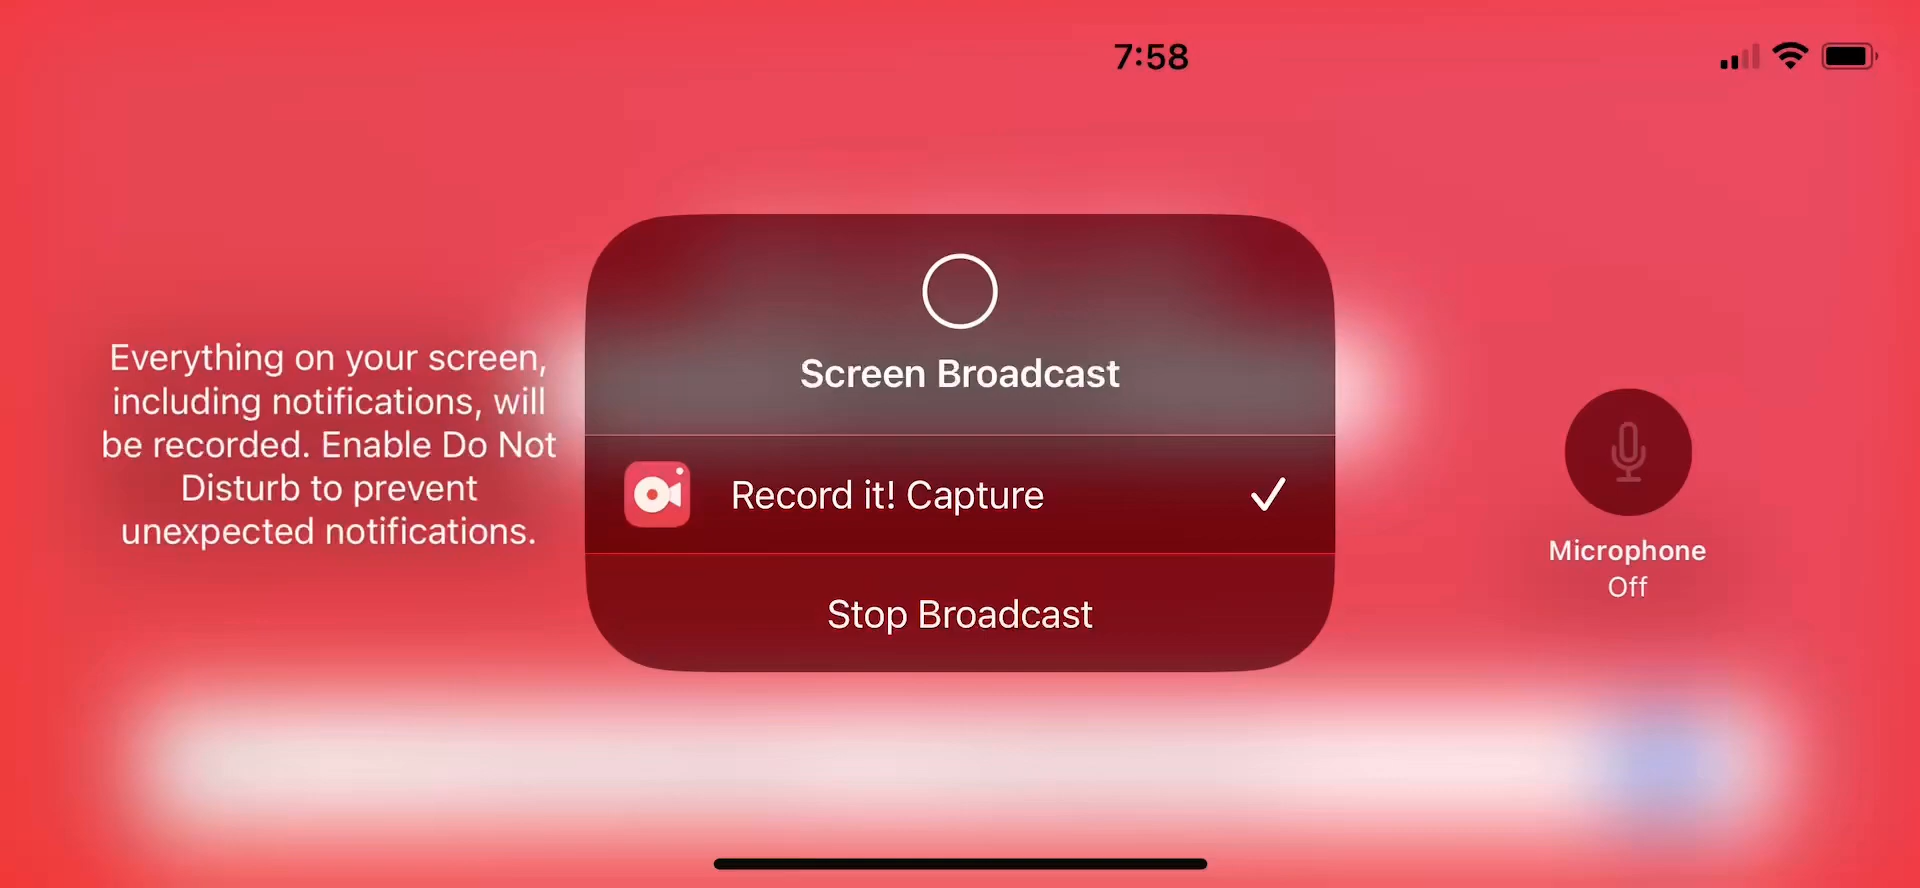 7:58
Everything on your screen,
including notifications, will
be recorded. Enable Do Not
Disturb to prevent
unexpected notifications.
Screen Broadcast
Record it! Capture
Stop Broadcast
Microphone
Off